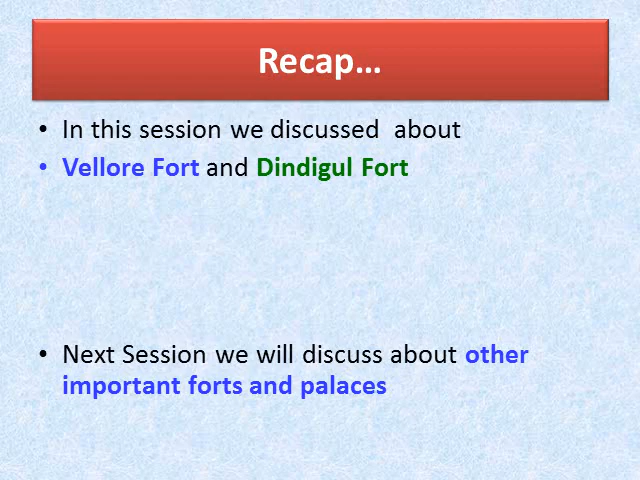 Recap…
• In this session we discussed  about
• Vellore Fort and Dindigul Fort
• Next Session we will discuss about other
important forts and palaces